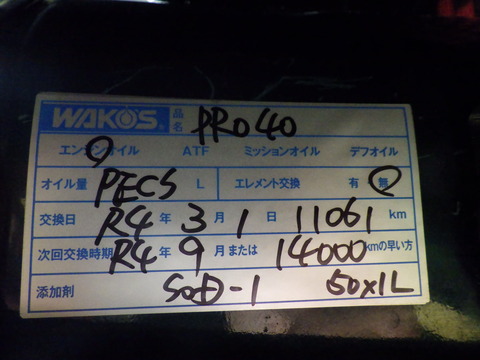 WAKO'S 品名 PRO40
エンジンオイル ATF ミッションオイル デフオイル
オイル量 PECS L エレメント交換 有 無
交換日 R4 年 3 月 1 日 11061 km
次回交換時期 R4 年 9 月または 14000 kmの早い方
添加剤 SOD-1 50×1L